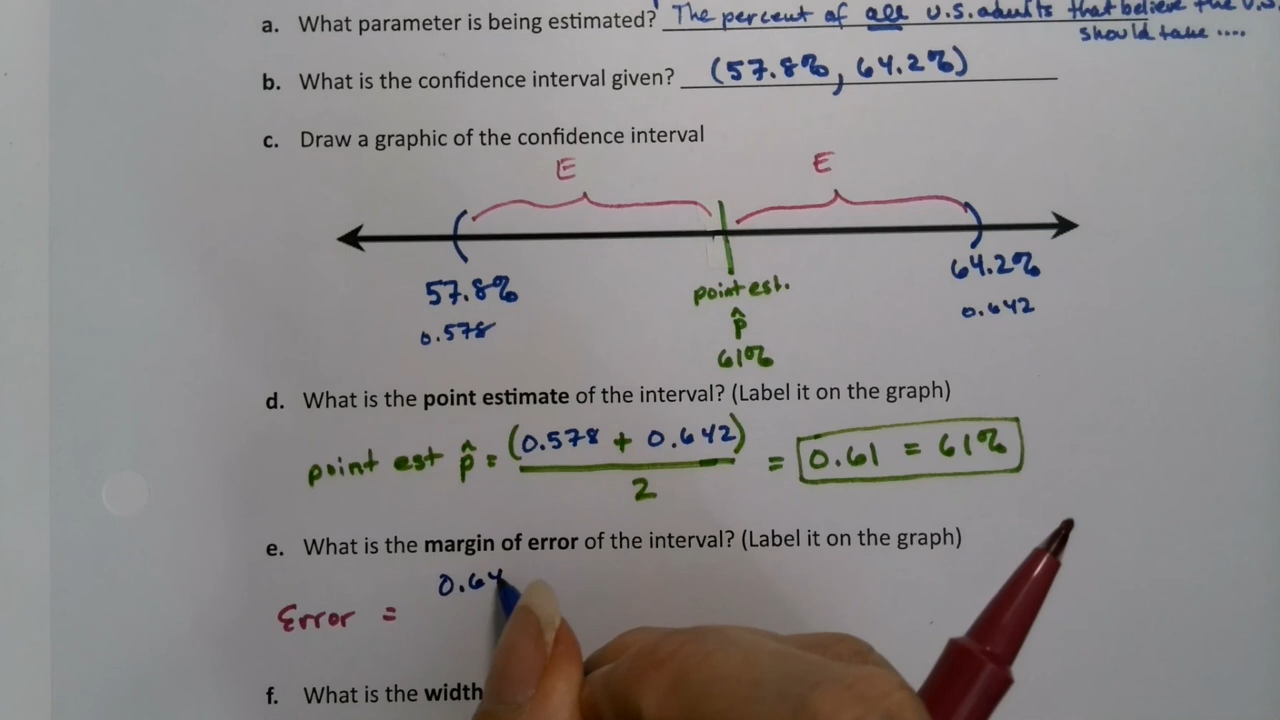 a. What parameter is being estimated? The percent of all U.S. adults that believe the U.S.
should take ....
b. What is the confidence interval given? (57.8%, 64.2%)
c. Draw a graphic of the confidence interval
E E
57.8% point est. 64.2%
0.578 p̂ 0.642
61%
d. What is the point estimate of the interval? (Label it on the graph)
point est p̂ = (0.578 + 0.642) / 2 = 0.61 = 61%
e. What is the margin of error of the interval? (Label it on the graph)
0.64
Error =
f. What is the width